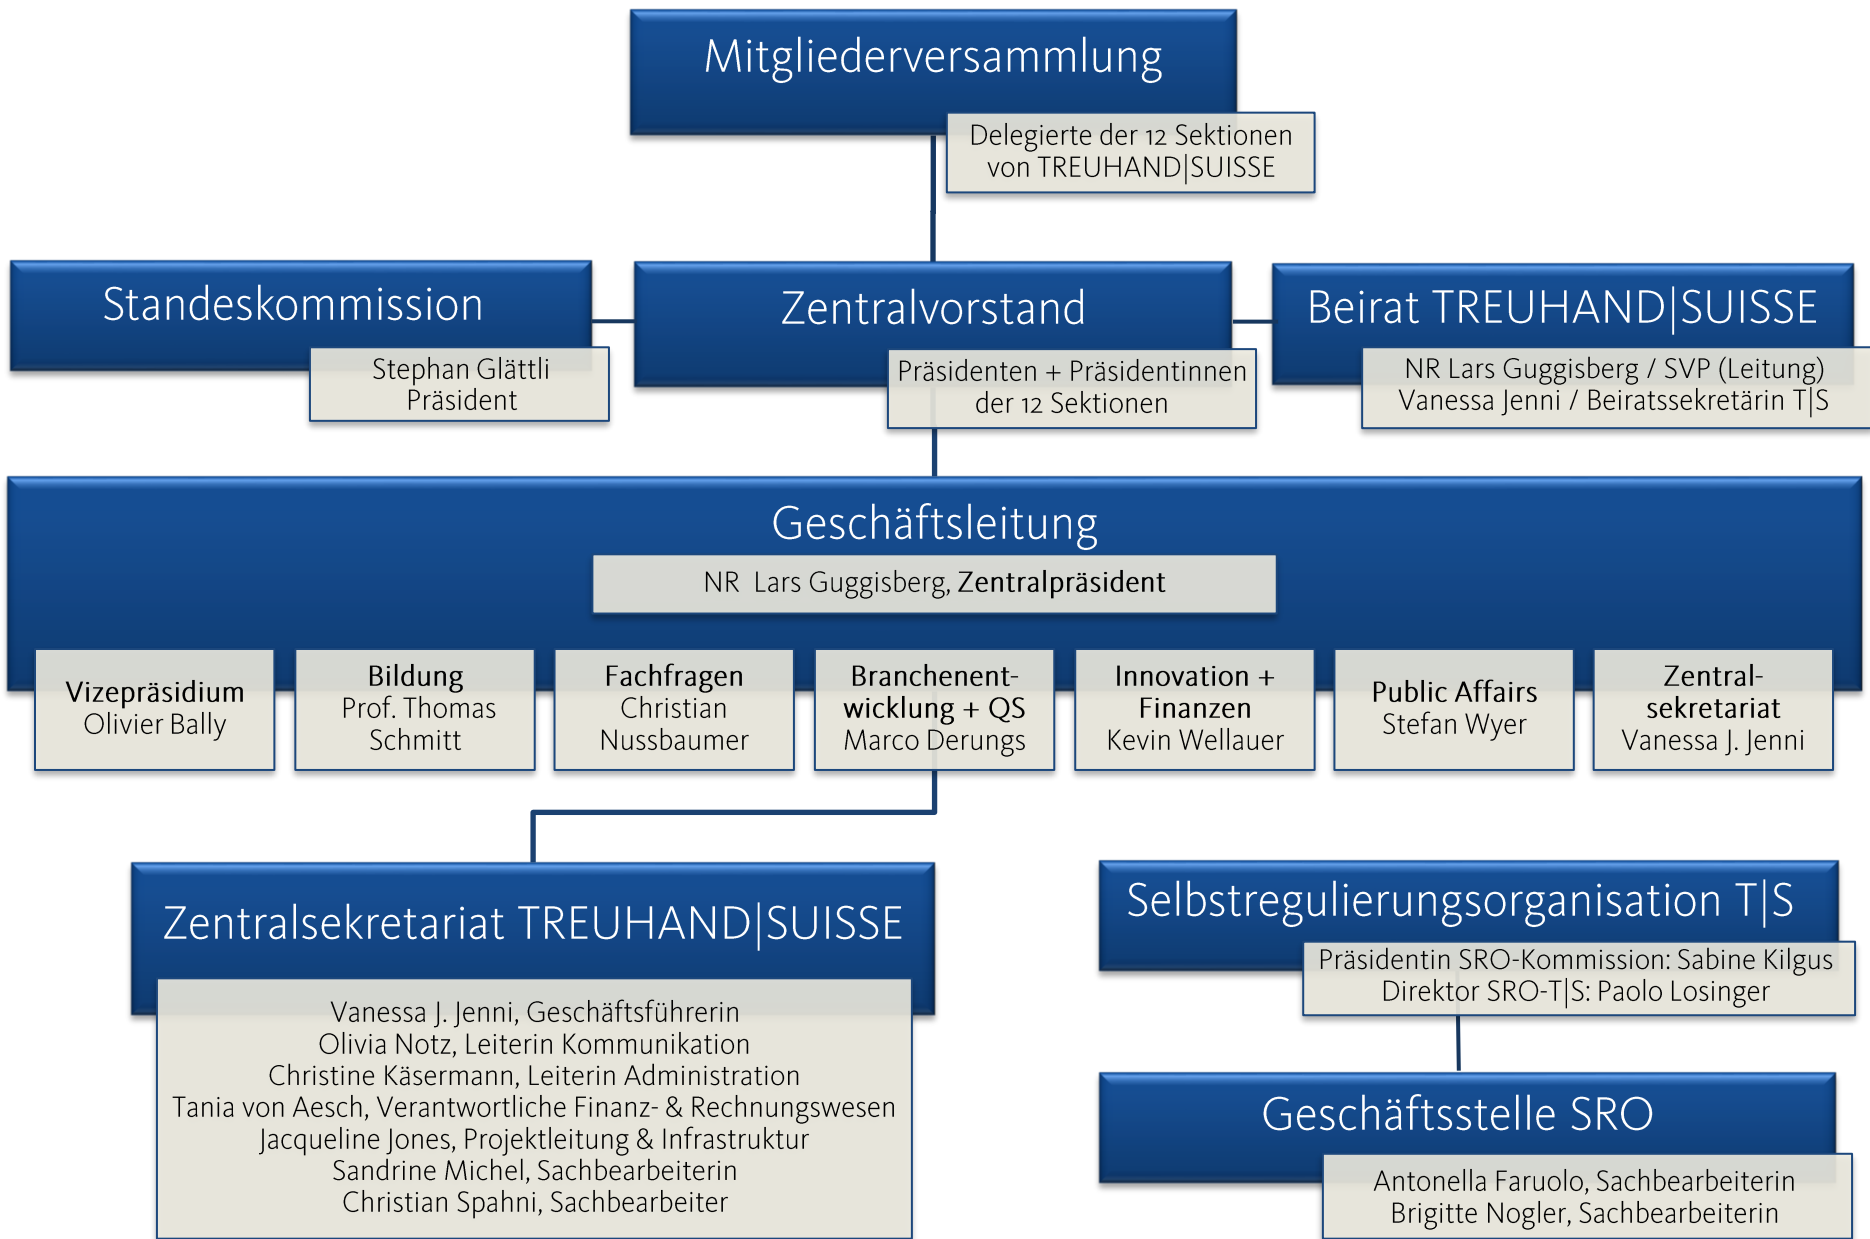 Mitgliederversammlung
Delegierte der 12 Sektionen
von TREUHAND|SUISSE
Standeskommission
Stephan Glättli
Präsident
Zentralvorstand
Präsidenten + Präsidentinnen
der 12 Sektionen
Beirat TREUHAND|SUISSE
NR Lars Guggisberg / SVP (Leitung)
Vanessa Jenni / Beiratssekretärin T|S
Geschäftsleitung
NR Lars Guggisberg, Zentralpräsident
Vizepräsidium
Olivier Bally
Bildung
Prof. Thomas
Schmitt
Fachfragen
Christian
Nussbaumer
Branchenent-
wicklung + QS
Marco Derungs
Innovation +
Finanzen
Kevin Wellauer
Public Affairs
Stefan Wyer
Zentral-
sekretariat
Vanessa J. Jenni
Zentralsekretariat TREUHAND|SUISSE
Vanessa J. Jenni, Geschäftsführerin
Olivia Notz, Leiterin Kommunikation
Christine Käsermann, Leiterin Administration
Tania von Aesch, Verantwortliche Finanz- & Rechnungswesen
Jacqueline Jones, Projektleitung & Infrastruktur
Sandrine Michel, Sachbearbeiterin
Christian Spahni, Sachbearbeiter
Selbstregulierungsorganisation T|S
Präsidentin SRO-Kommission: Sabine Kilgus
Direktor SRO-T|S: Paolo Losinger
Geschäftsstelle SRO
Antonella Faruolo, Sachbearbeiterin
Brigitte Nogler, Sachbearbeiterin